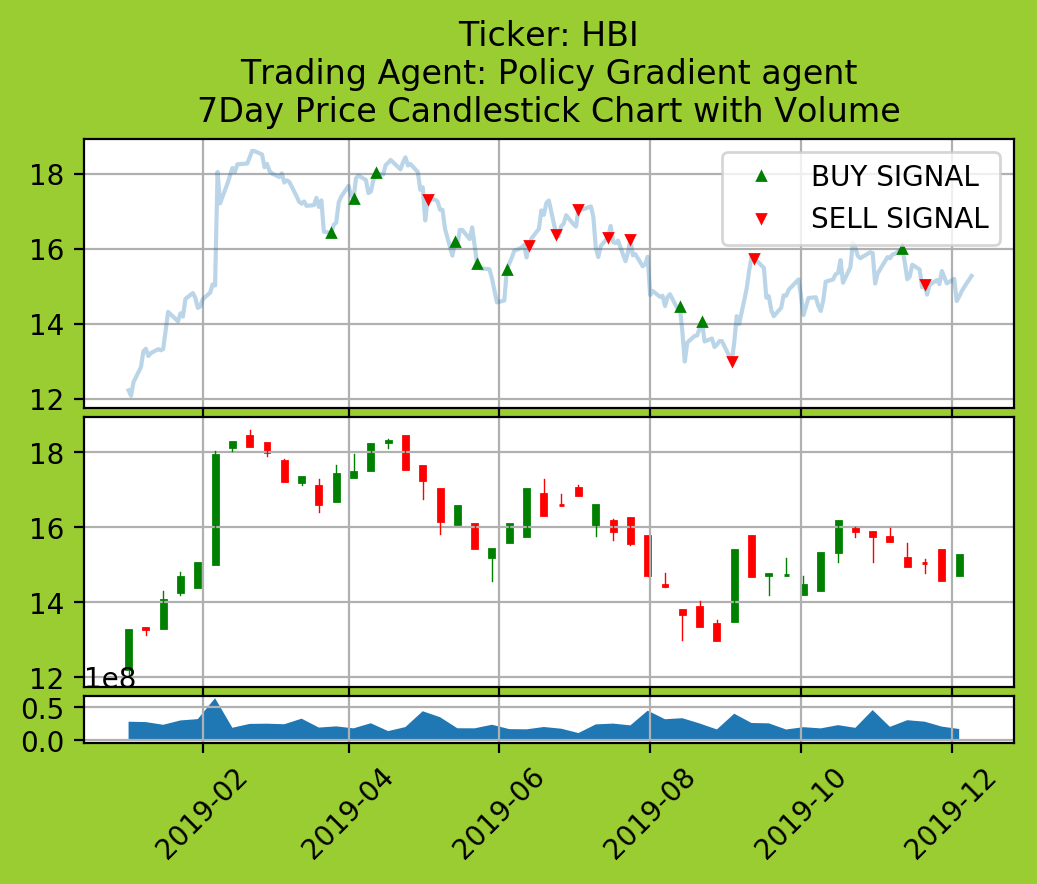 Ticker: HBI
Trading Agent: Policy Gradient agent
7Day Price Candlestick Chart with Volume
BUY SIGNAL
SELL SIGNAL
18
16
14
12
18
16
14
12
1e8
0.5
0.0
2019-02
2019-04
2019-06
2019-08
2019-10
2019-12